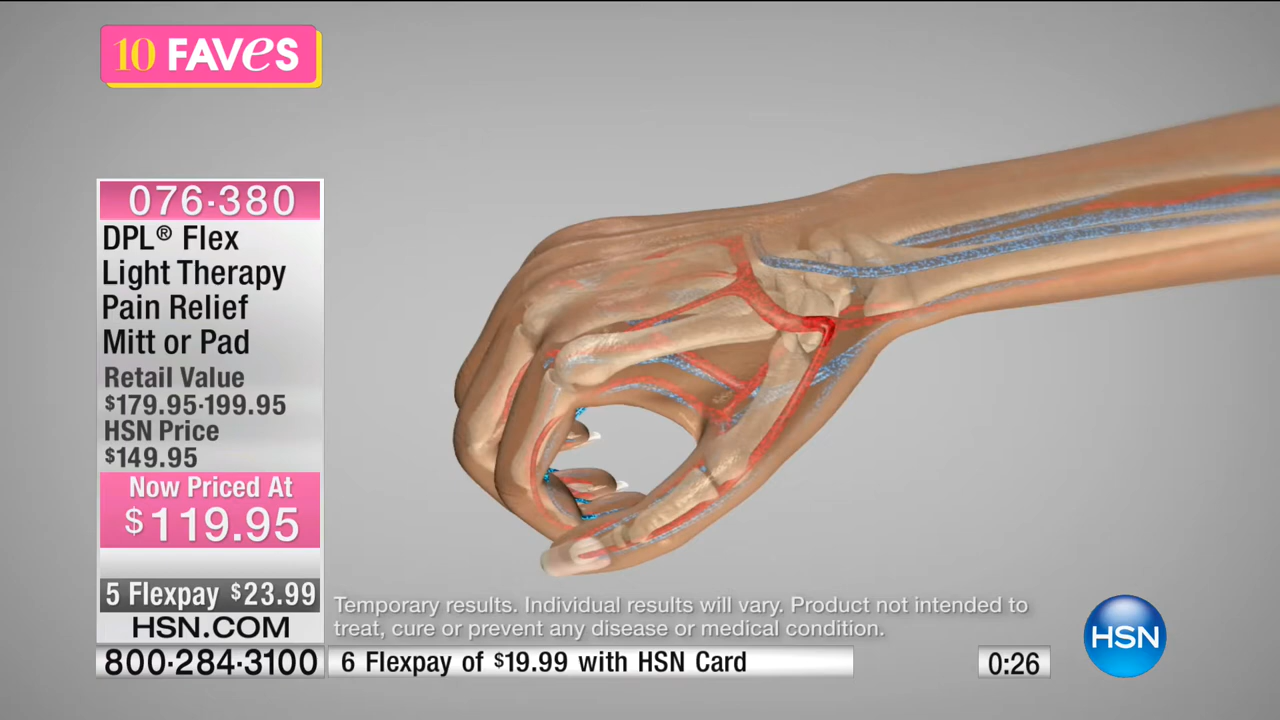 10 FAVES
076·380
DPL® Flex
Light Therapy
Pain Relief
Mitt or Pad
Retail Value
$179.95-199.95
HSN Price
$149.95
Now Priced At
$119.95
5 Flexpay $23.99
HSN.COM
800·284·3100
Temporary results. Individual results will vary. Product not intended to
treat, cure or prevent any disease or medical condition.
6 Flexpay of $19.99 with HSN Card
0:26
HSN